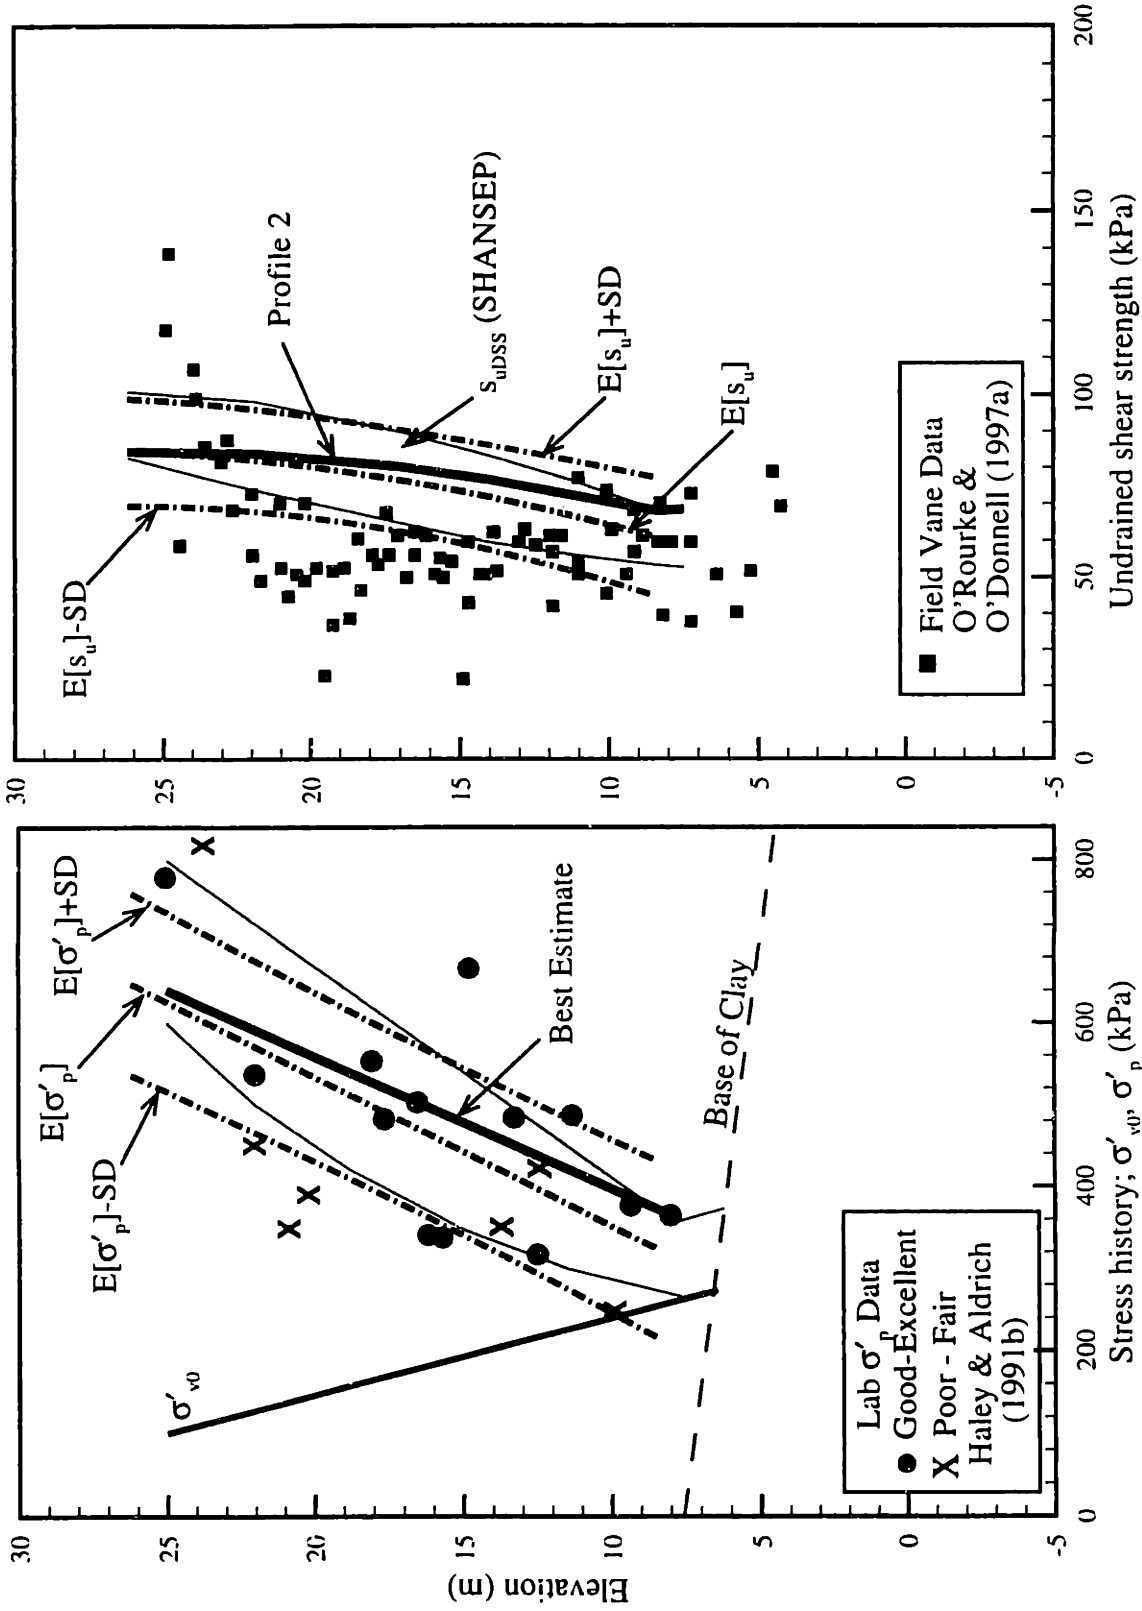 Elevation (m)
30
25
20
15
10
5
0
-5
0
200
400
600
800
Stress history; σ'v0, σ'p (kPa)
E[σ'p]-SD
E[σ'p]
E[σ'p]+SD
σ'v0
Best Estimate
Base of Clay
Lab σ'p Data
Good-Excellent
X Poor - Fair
Haley & Aldrich
(1991b)
30
25
20
15
10
5
0
-5
0
50
100
150
200
Undrained shear strength (kPa)
E[su]-SD
Profile 2
suDSS (SHANSEP)
E[su]+SD
E[su]
Field Vane Data
O'Rourke &
O'Donnell (1997a)